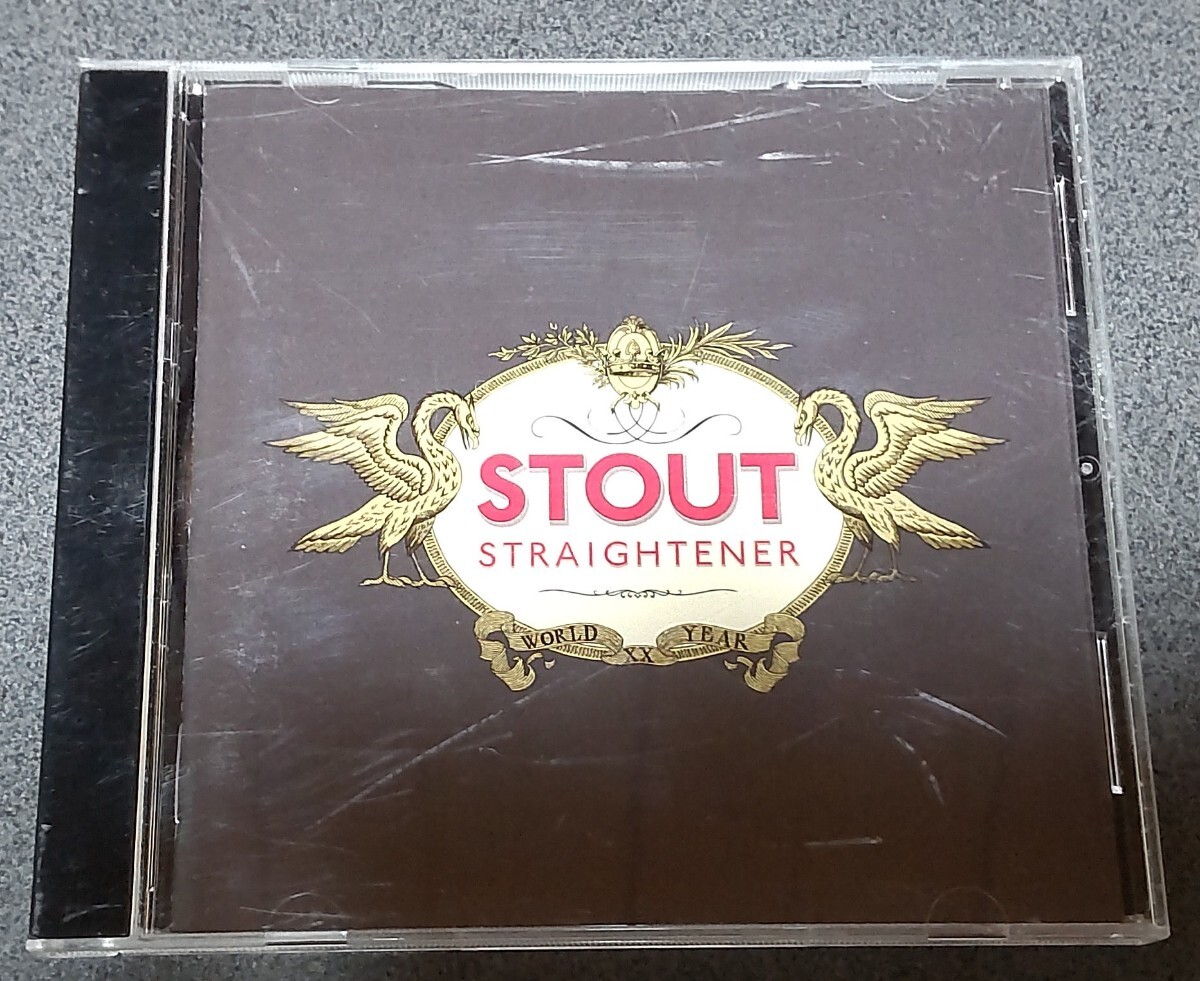 STOUT
STRAIGHTENER
WORLD XX YEAR